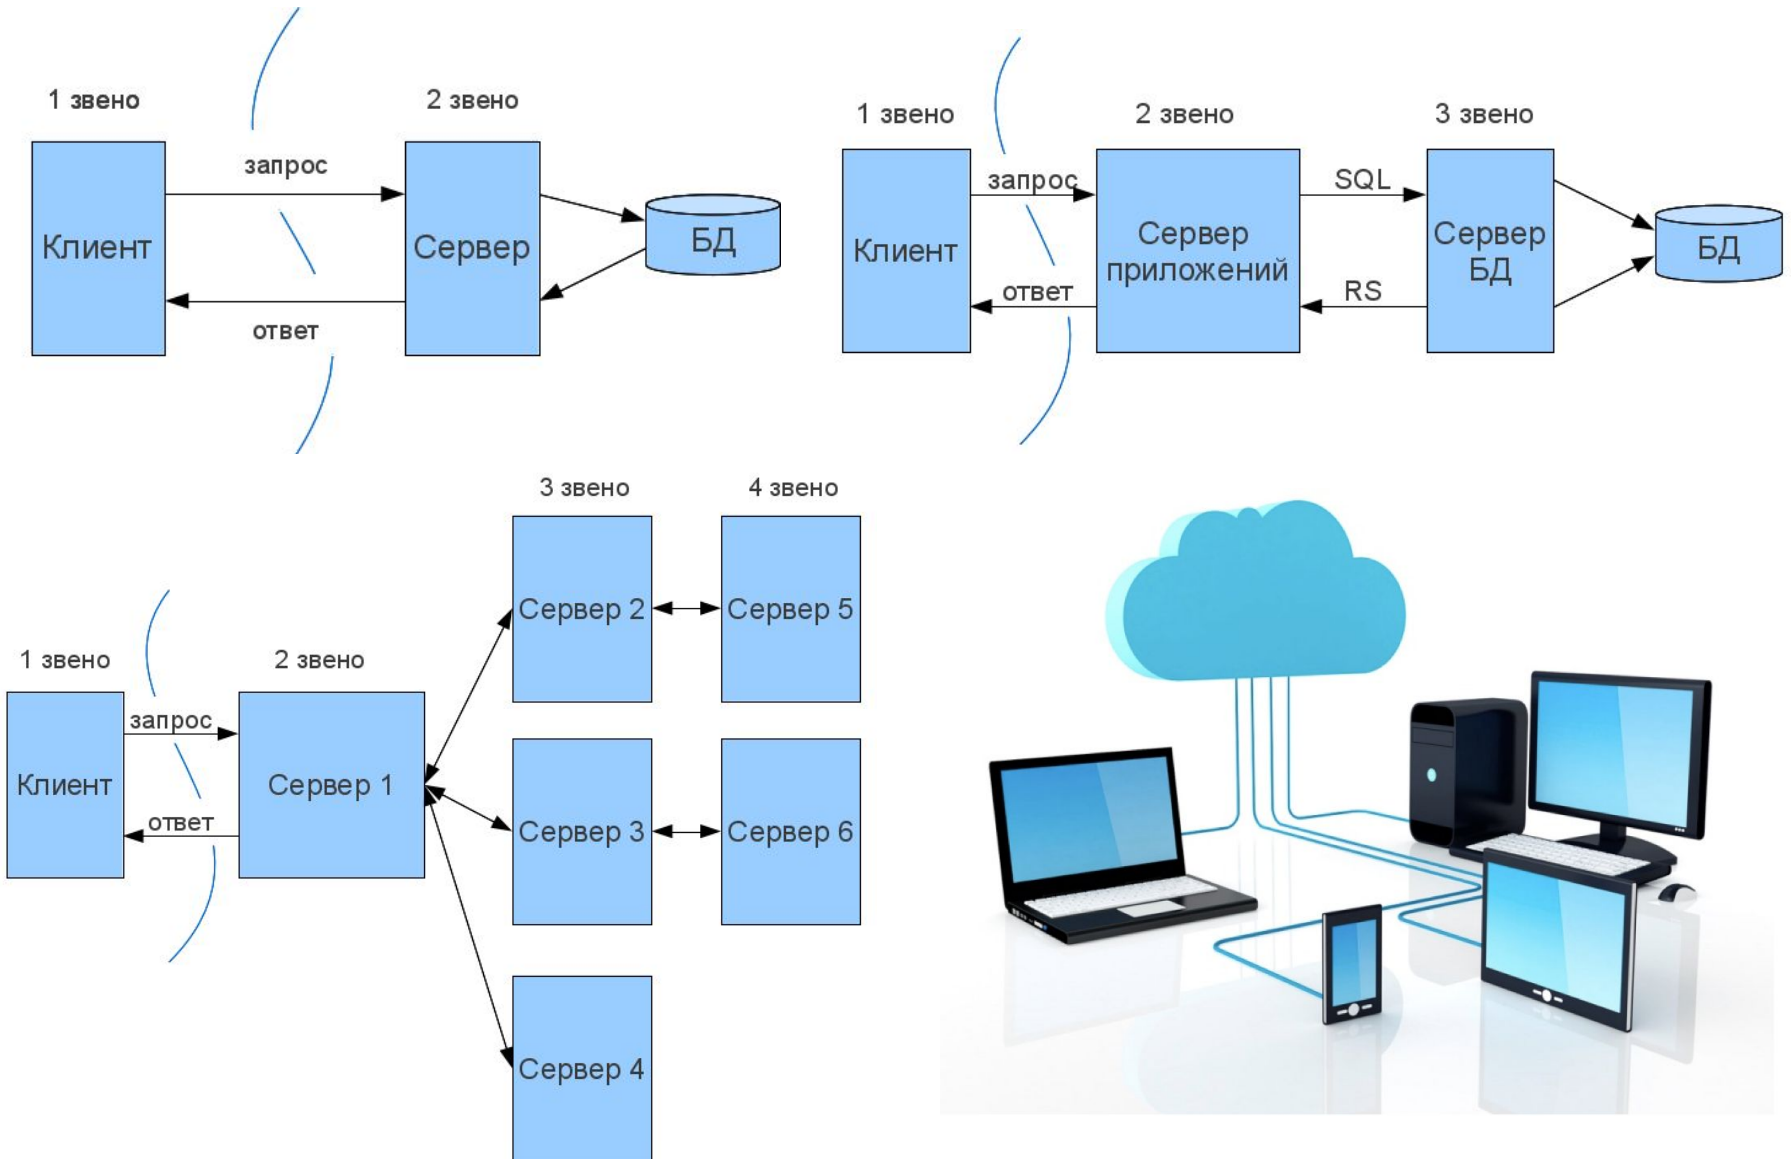 1 звено
2 звено
запрос
Клиент
Сервер
БД
ответ
1 звено
2 звено
3 звено
запрос
SQL
Клиент
Сервер
приложений
Сервер
БД
БД
ответ
RS
3 звено
4 звено
Сервер 2
Сервер 5
1 звено
2 звено
запрос
Клиент
Сервер 1
ответ
Сервер 3
Сервер 6
Сервер 4